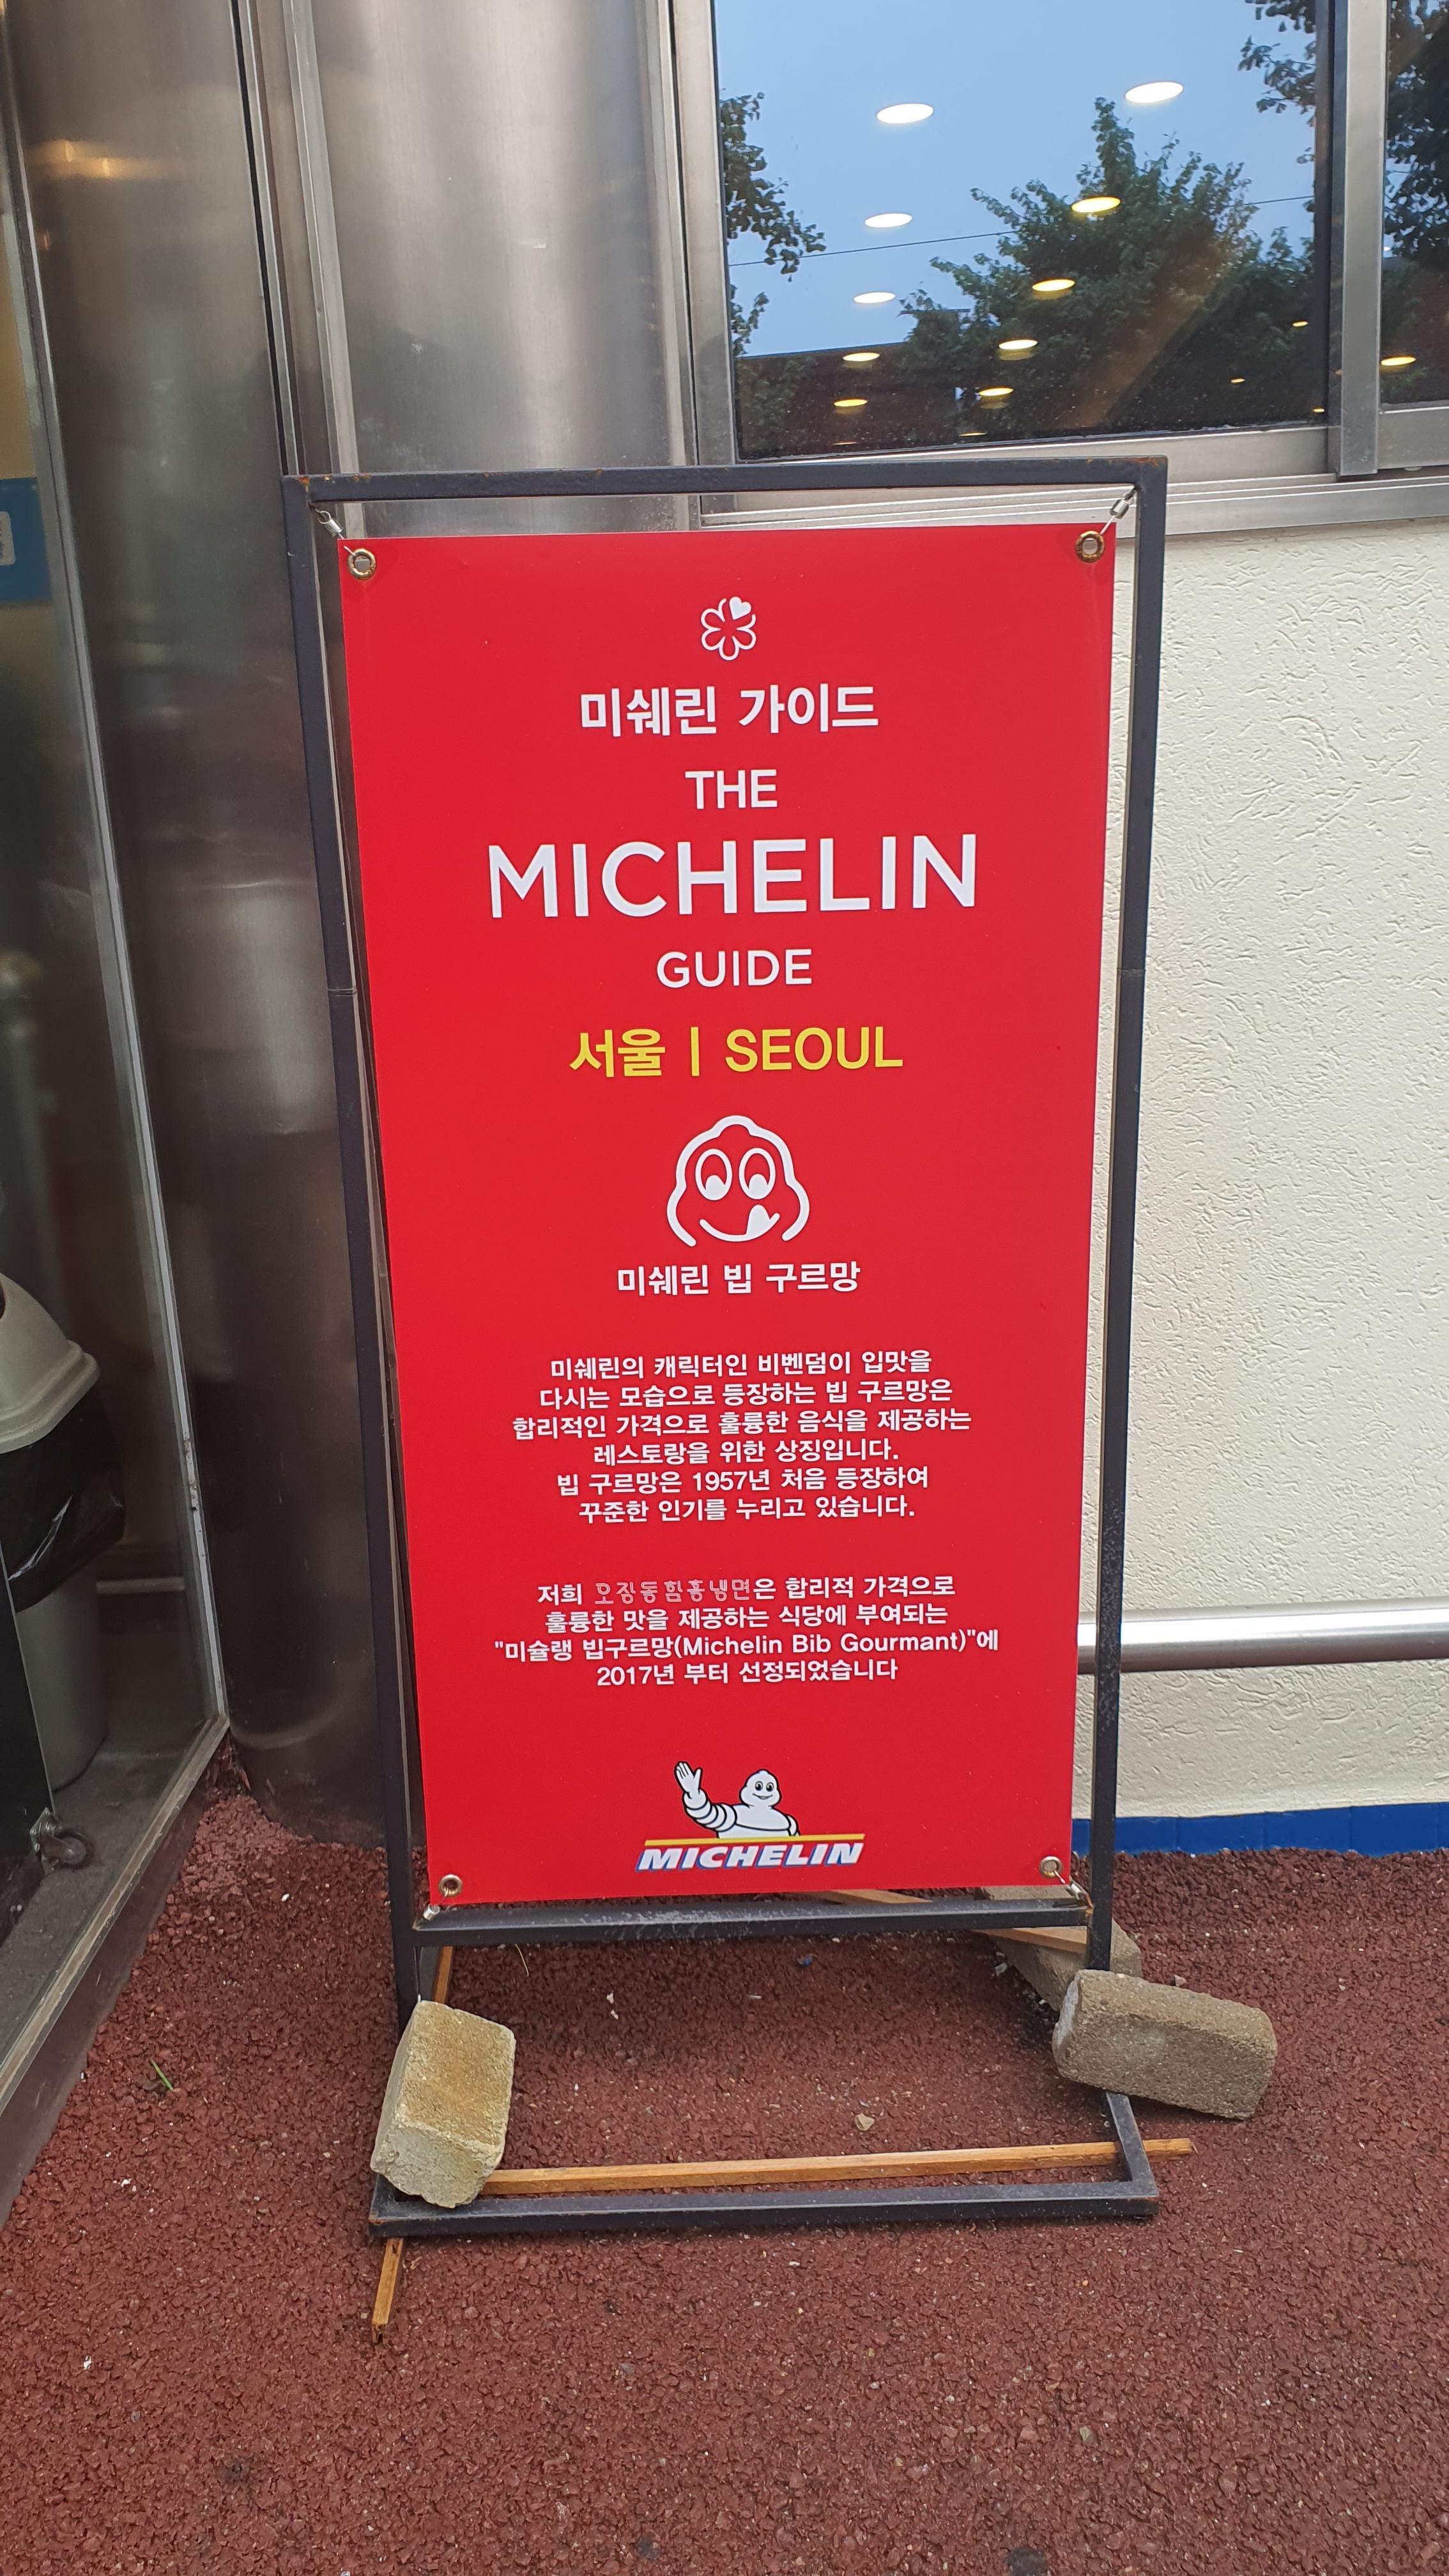 미쉐린 가이드
THE
MICHELIN
GUIDE
서울 | SEOUL
미쉐린 빕 구르망
미쉐린의 캐릭터인 비벤덤이 입맛을
다시는 모습으로 등장하는 빕 구르망은
합리적인 가격으로 훌륭한 음식을 제공하는
레스토랑을 위한 상징입니다.
빕 구르망은 1957년 처음 등장하여
꾸준한 인기를 누리고 있습니다.
저희 오장동함흥냉면은 합리적 가격으로
훌륭한 맛을 제공하는 식당에 부여되는
"미슐랭 빕구르망(Michelin Bib Gourmant)"에
2017년 부터 선정되었습니다
MICHELIN